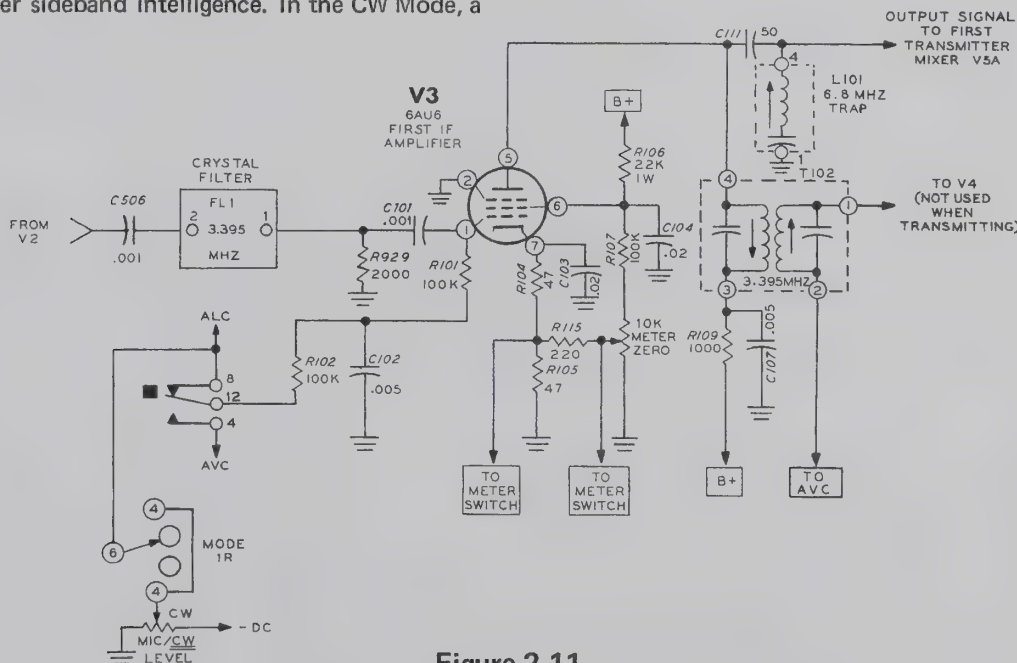 er sideband intelligence. In the CW Mode, a
OUTPUT SIGNAL
TO FIRST
TRANSMITTER
MIXER V5A
C111
50
4
L101
6.8 MHZ
TRAP
1
V3
6AU6
FIRST IF
AMPLIFIER
B+
R106
22K
1W
5
2
6
1
7
CRYSTAL
FILTER
FL1
2
1
3.395
MHZ
FROM
V2
C506
.001
C101
.001
R929
2000
R101
100K
R104
47
C103
.02
R107
100K
C104
.02
4
T102
1
TO V4
(NOT USED
WHEN
TRANSMITTING)
3
3.395MHZ
2
R115
220
R105
47
10K
METER
ZERO
R109
1000
.005
C107
ALC
8
12
4
AVC
R102
100K
C102
.005
TO
METER
SWITCH
TO
METER
SWITCH
B+
TO
AVC
4
6
MODE
1R
4
CW
- DC
MIC/CW
LEVEL
Figure 2-11